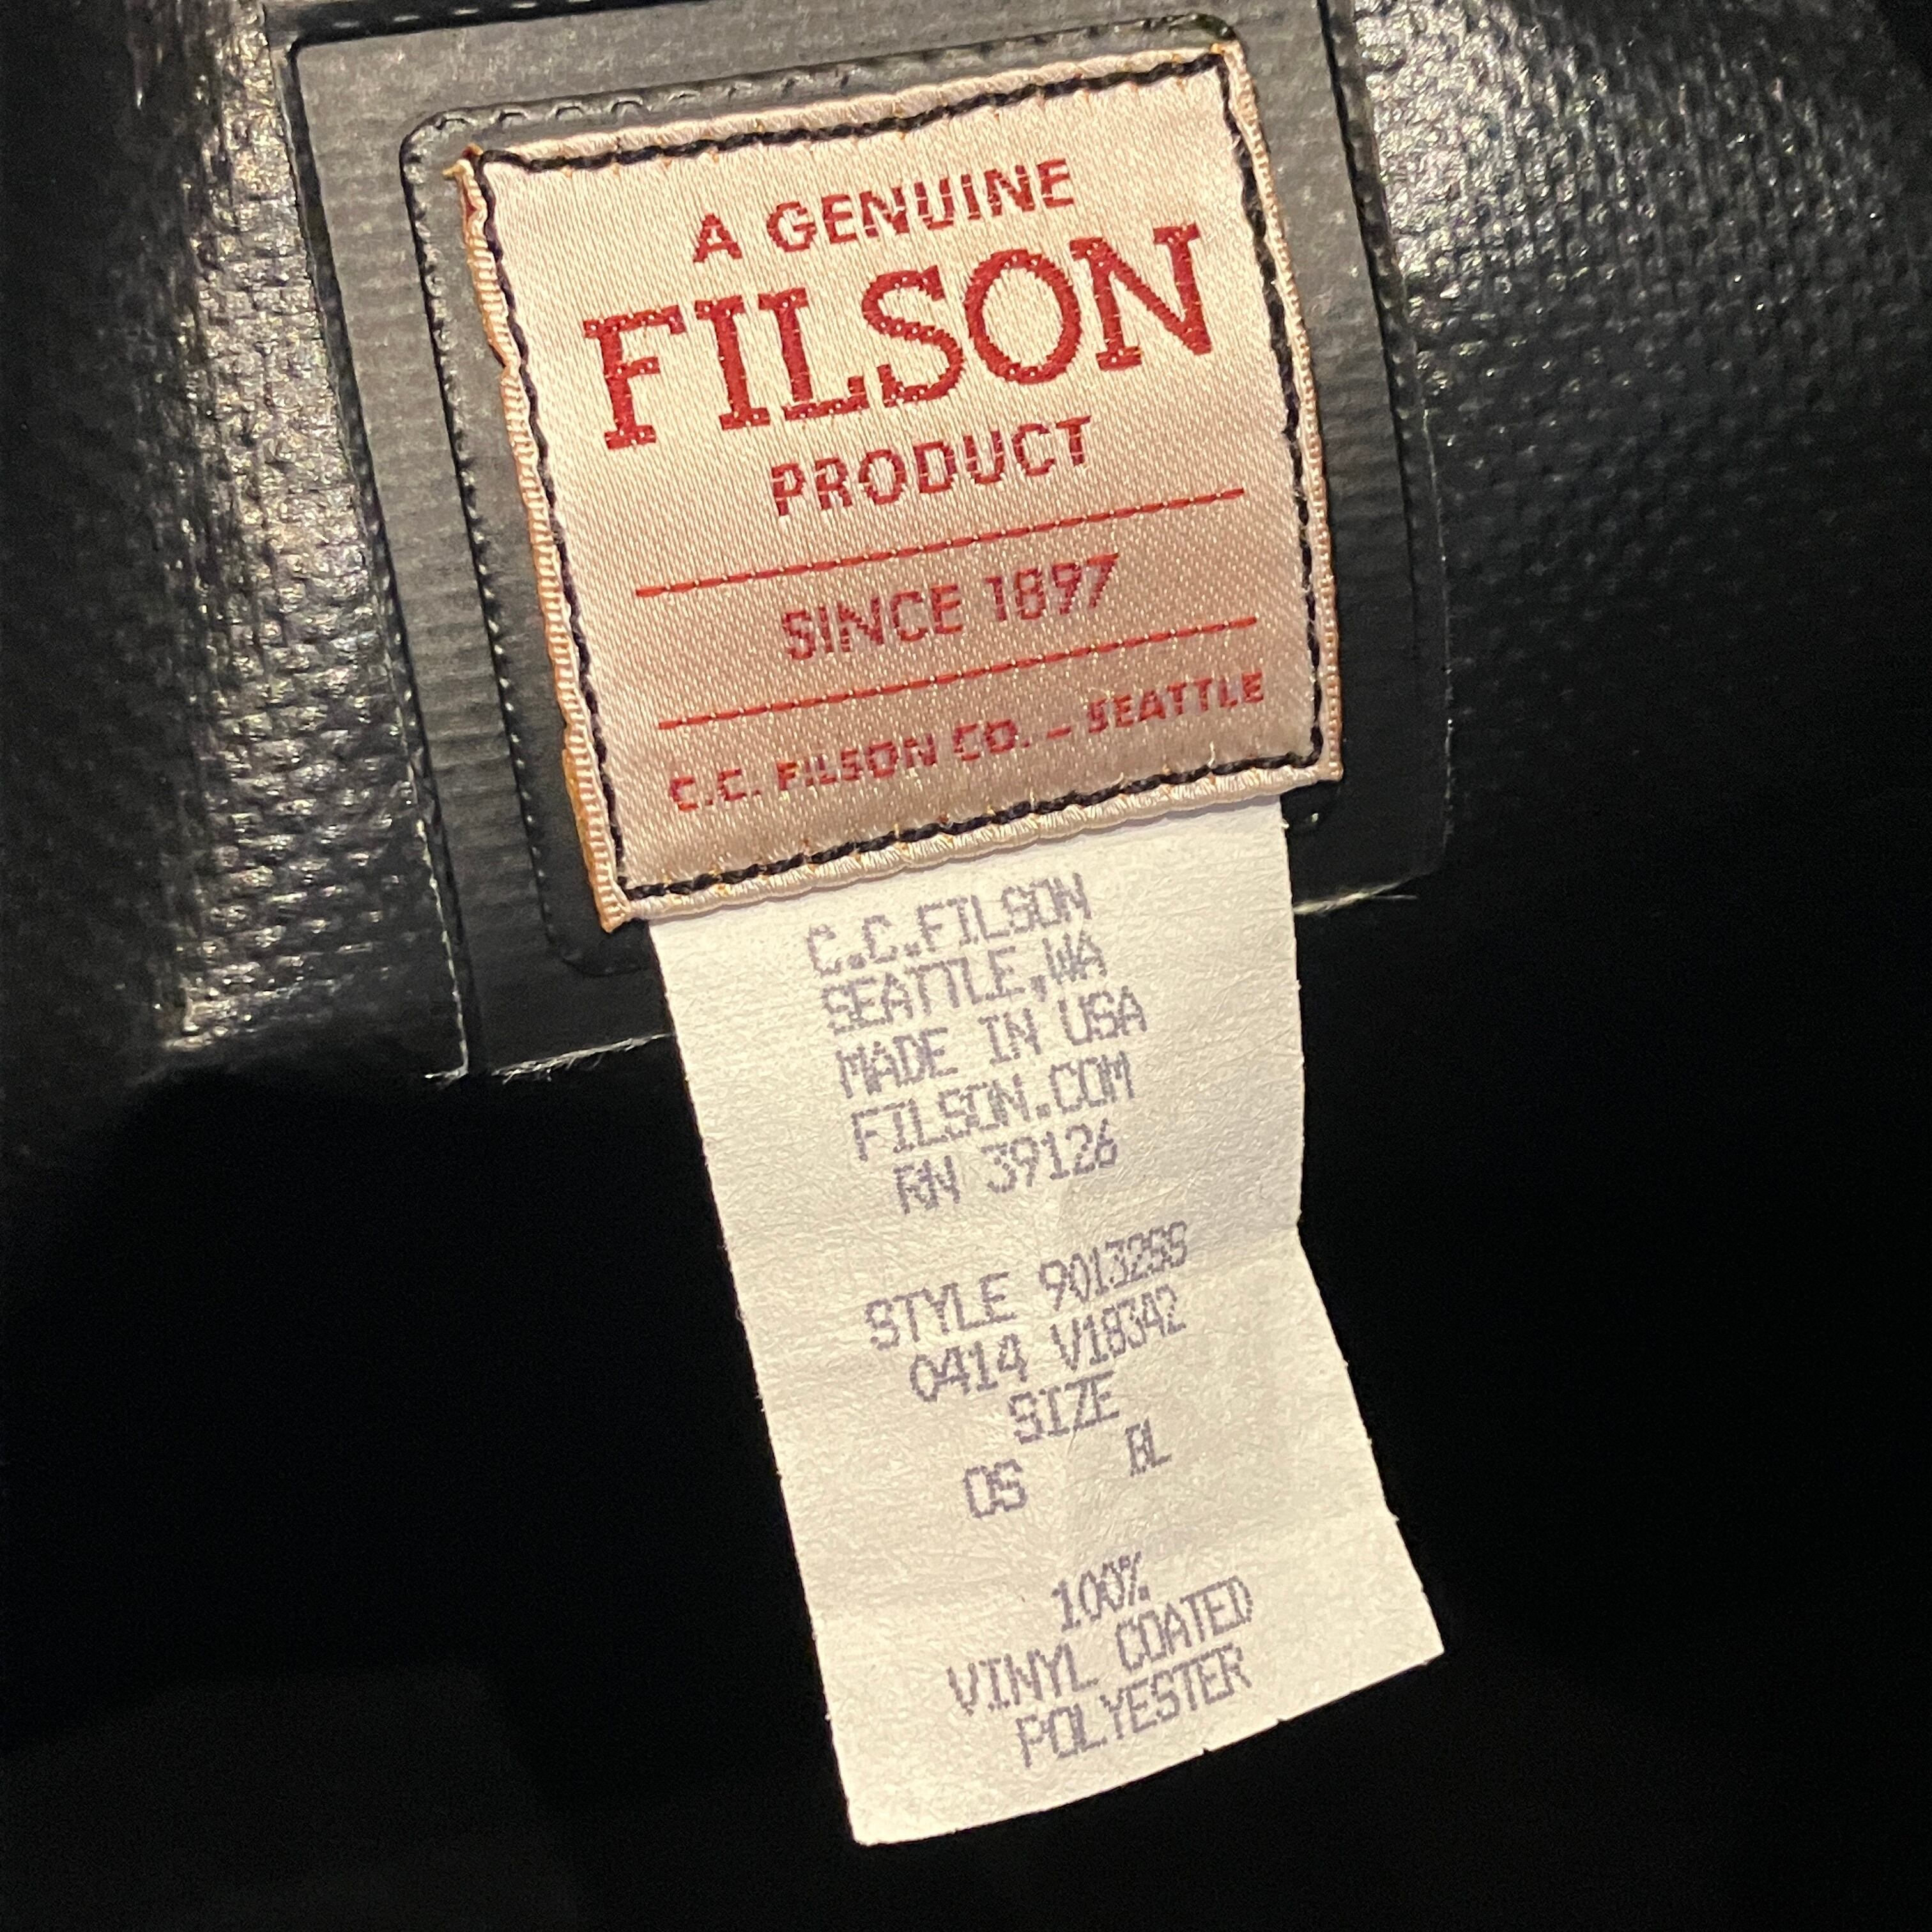 A GENUINE
FILSON
PRODUCT
SINCE 1897
C.C. FILSON CO. – SEATTLE
C.C.FILSON
SEATTLE,WA
MADE IN USA
FILSON.COM
RN 39126
STYLE 90132SS
0414 V18342
SIZE
OS BL
100%
VINYL COATED
POLYESTER